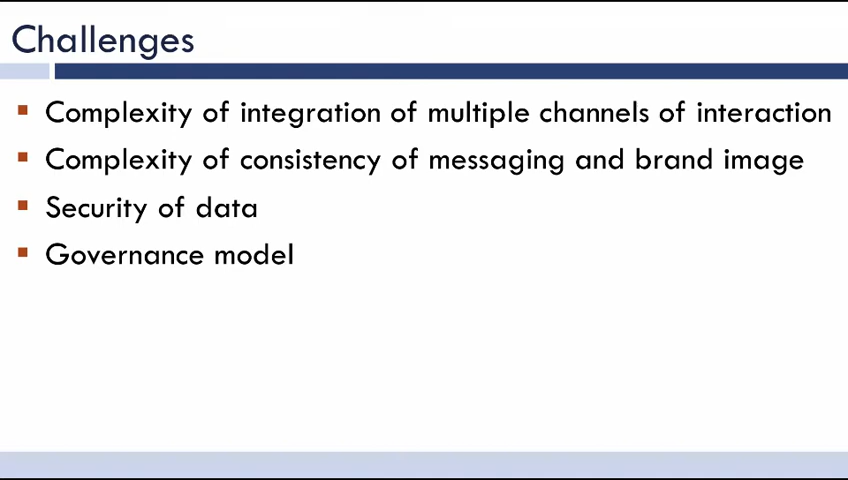 Challenges
Complexity of integration of multiple channels of interaction
Complexity of consistency of messaging and brand image
Security of data
Governance model